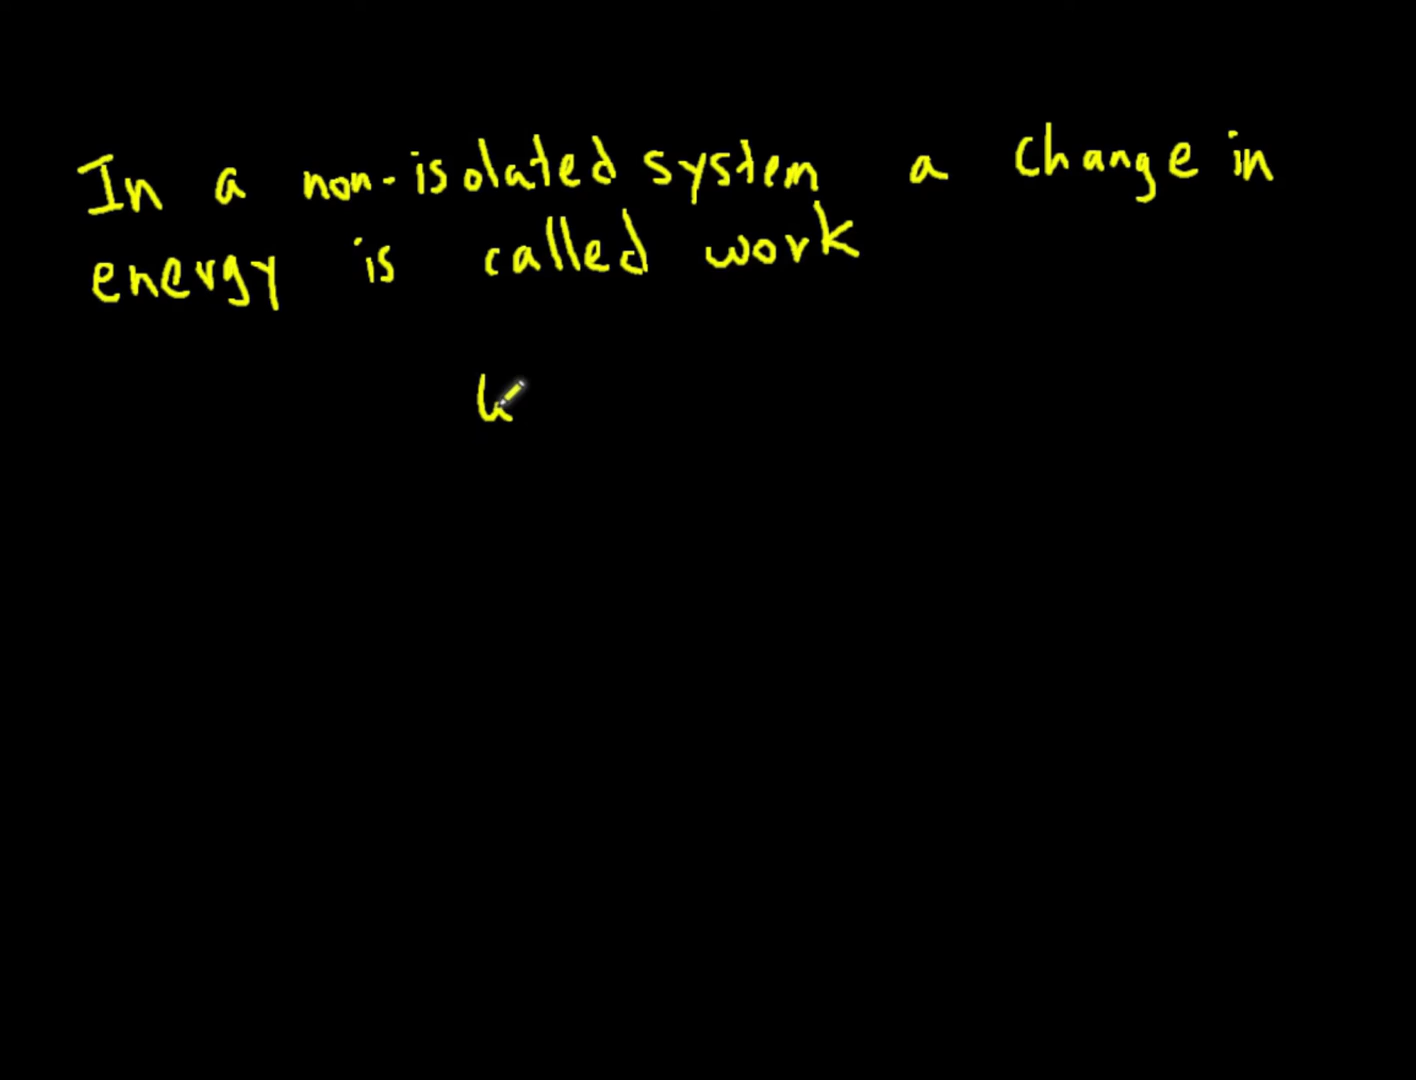 In a non-isolated system a change in
energy is called work